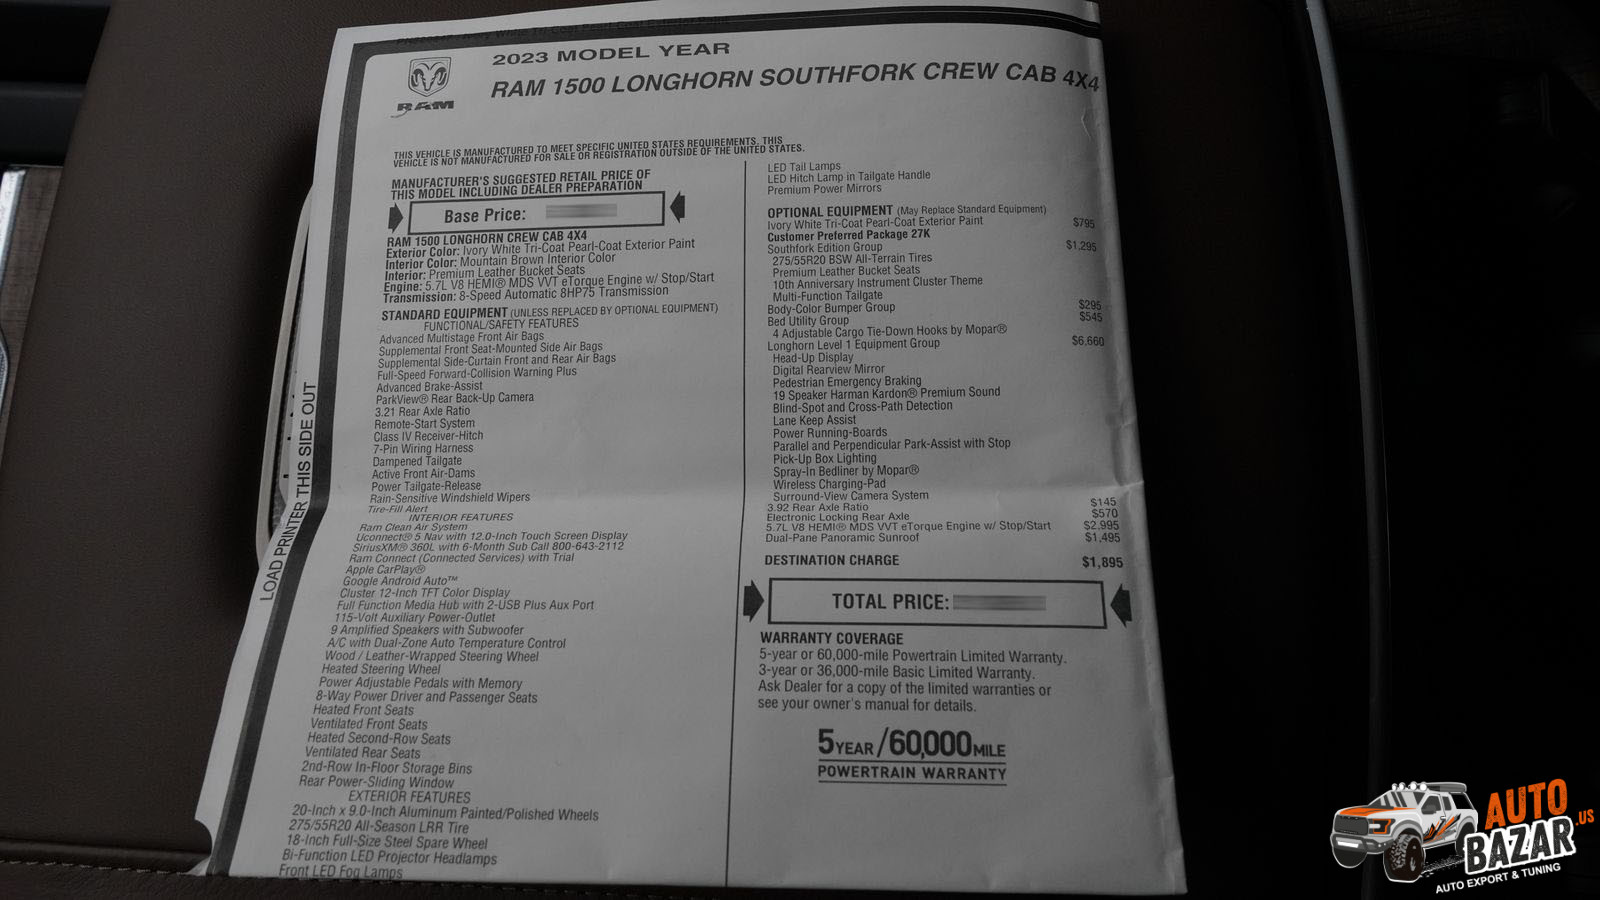 2023 MODEL YEAR
RAM 1500 LONGHORN SOUTHFORK CREW CAB 4X4
RAM
THIS VEHICLE IS MANUFACTURED TO MEET SPECIFIC UNITED STATES REQUIREMENTS. THIS
VEHICLE IS NOT MANUFACTURED FOR SALE OR REGISTRATION OUTSIDE OF THE UNITED STATES.
MANUFACTURER'S SUGGESTED RETAIL PRICE OF
THIS MODEL INCLUDING DEALER PREPARATION
Base Price:
RAM 1500 LONGHORN CREW CAB 4X4
Exterior Color: Ivory White Tri-Coat Pearl-Coat Exterior Paint
Interior Color: Mountain Brown Interior Color
Interior: Premium Leather Bucket Seats
Engine: 5.7L V8 HEMI® MDS VVT eTorque Engine w/ Stop/Start
Transmission: 8-Speed Automatic 8HP75 Transmission
STANDARD EQUIPMENT (UNLESS REPLACED BY OPTIONAL EQUIPMENT)
FUNCTIONAL/SAFETY FEATURES
Advanced Multistage Front Air Bags
Supplemental Front Seat-Mounted Side Air Bags
Supplemental Side-Curtain Front and Rear Air Bags
Full-Speed Forward-Collision Warning Plus
Advanced Brake-Assist
ParkView® Rear Back-Up Camera
3.21 Rear Axle Ratio
Remote-Start System
Class IV Receiver-Hitch
7-Pin Wiring Harness
Dampened Tailgate
Active Front Air-Dams
Power Tailgate-Release
Rain-Sensitive Windshield Wipers
Tire-Fill Alert
INTERIOR FEATURES
Ram Clean Air System
Uconnect® 5 Nav with 12.0-Inch Touch Screen Display
SiriusXM® 360L with 6-Month Sub Call 800-643-2112
Ram Connect (Connected Services) with Trial
Apple CarPlay®
Google Android Auto™
Cluster 12-Inch TFT Color Display
Full Function Media Hub with 2-USB Plus Aux Port
115-Volt Auxiliary Power-Outlet
9 Amplified Speakers with Subwoofer
A/C with Dual-Zone Auto Temperature Control
Wood / Leather-Wrapped Steering Wheel
Heated Steering Wheel
Power Adjustable Pedals with Memory
8-Way Power Driver and Passenger Seats
Heated Front Seats
Ventilated Front Seats
Heated Second-Row Seats
Ventilated Rear Seats
2nd-Row In-Floor Storage Bins
Rear Power-Sliding Window
EXTERIOR FEATURES
20-Inch x 9.0-Inch Aluminum Painted/Polished Wheels
275/55R20 All-Season LRR Tire
18-Inch Full-Size Steel Spare Wheel
Bi-Function LED Projector Headlamps
Front LED Fog Lamps
LED Tail Lamps
LED Hitch Lamp in Tailgate Handle
Premium Power Mirrors
OPTIONAL EQUIPMENT (May Replace Standard Equipment)
Ivory White Tri-Coat Pearl-Coat Exterior Paint $795
Customer Preferred Package 27K
Southfork Edition Group $1,295
275/55R20 BSW All-Terrain Tires
Premium Leather Bucket Seats
10th Anniversary Instrument Cluster Theme
Multi-Function Tailgate
Body-Color Bumper Group $295
Bed Utility Group $545
4 Adjustable Cargo Tie-Down Hooks by Mopar®
Longhorn Level 1 Equipment Group $6,660
Head-Up Display
Digital Rearview Mirror
Pedestrian Emergency Braking
19 Speaker Harman Kardon® Premium Sound
Blind-Spot and Cross-Path Detection
Lane Keep Assist
Power Running-Boards
Parallel and Perpendicular Park-Assist with Stop
Pick-Up Box Lighting
Spray-In Bedliner by Mopar®
Wireless Charging-Pad
Surround-View Camera System
3.92 Rear Axle Ratio $145
Electronic Locking Rear Axle $570
5.7L V8 HEMI® MDS VVT eTorque Engine w/ Stop/Start $2,995
Dual-Pane Panoramic Sunroof $1,495
DESTINATION CHARGE $1,895
TOTAL PRICE:
WARRANTY COVERAGE
5-year or 60,000-mile Powertrain Limited Warranty.
3-year or 36,000-mile Basic Limited Warranty.
Ask Dealer for a copy of the limited warranties or
see your owner's manual for details.
5 YEAR / 60,000 MILE
POWERTRAIN WARRANTY
LOAD PRINTER THIS SIDE OUT
AUTO
BAZAR.US
AUTO EXPORT & TUNING